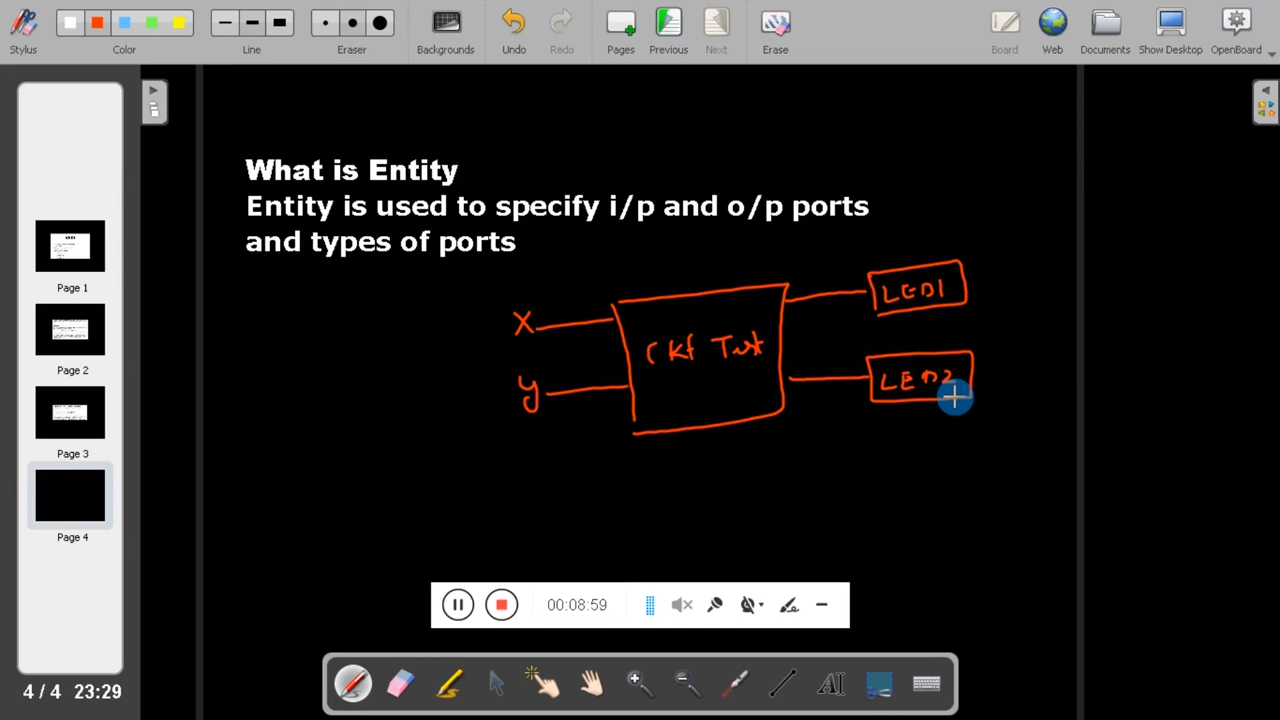 Stylus
Color
Line
Eraser
Backgrounds
Undo
Redo
Pages
Previous
Next
Erase
Board
Web
Documents
Show Desktop
OpenBoard
What is Entity
Entity is used to specify i/p and o/p ports
and types of ports
Page 1
Page 2
Page 3
Page 4
X
y
Ckt Test
LED1
LED2
00:08:59
AI
4 / 4 23:29